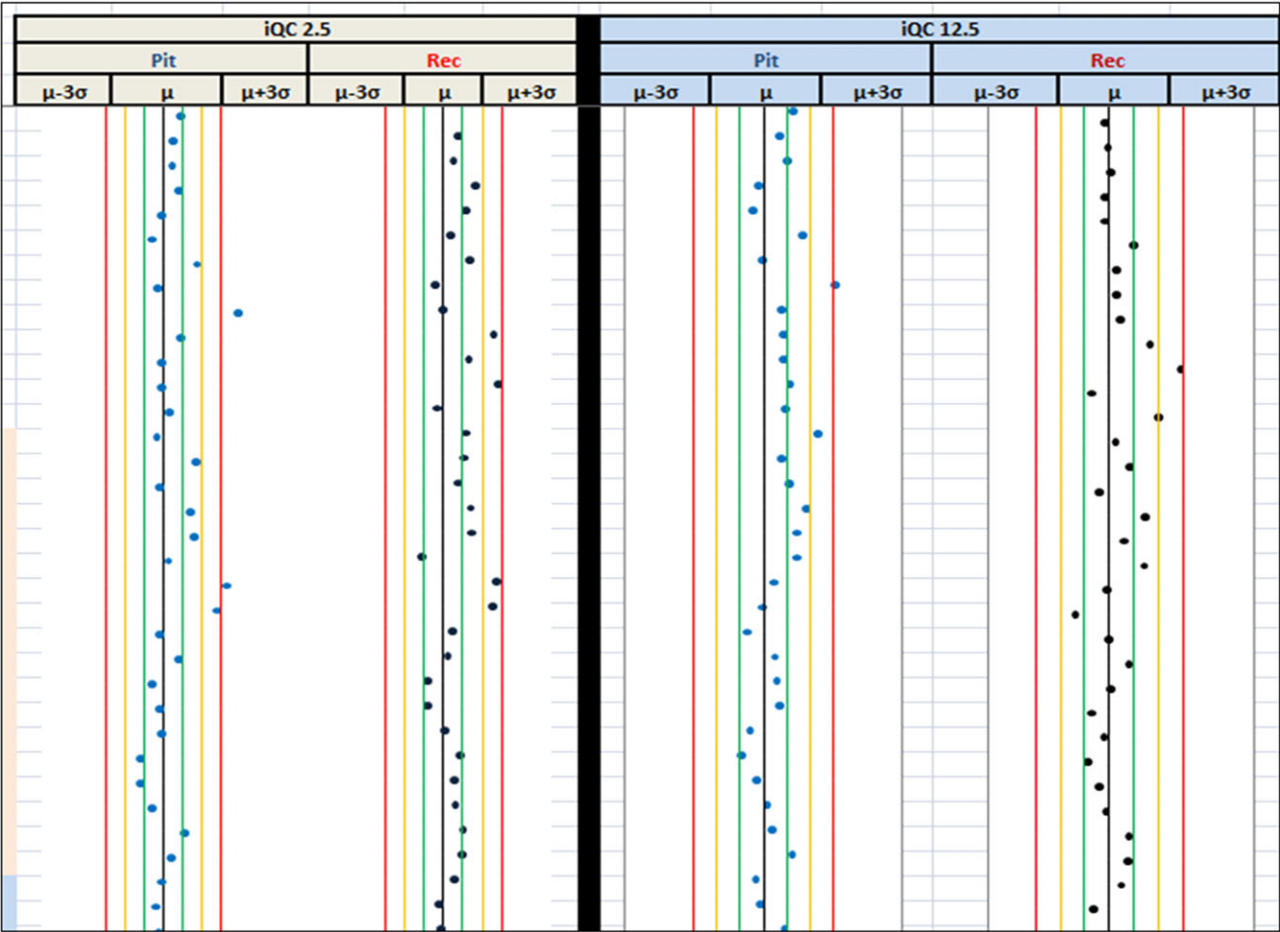 iQC 2.5 iQC 12.5
Pit Rec Pit Rec
μ-3σ μ μ+3σ μ-3σ μ μ+3σ μ-3σ μ μ+3σ μ-3σ μ μ+3σ